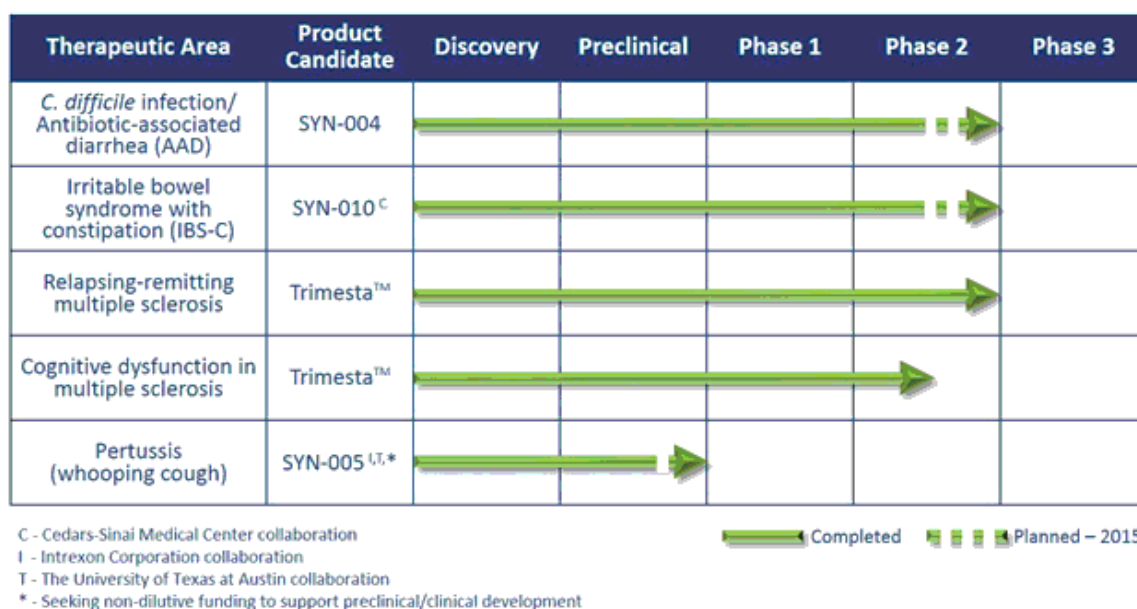 Therapeutic Area
Product
Candidate
Discovery
Preclinical
Phase 1
Phase 2
Phase 3
C. difficile infection/
Antibiotic-associated
diarrhea (AAD)
SYN-004
Irritable bowel
syndrome with
constipation (IBS-C)
SYN-010 C
Relapsing-remitting
multiple sclerosis
Trimesta™
Cognitive dysfunction in
multiple sclerosis
Trimesta™
Pertussis
(whooping cough)
SYN-005 I,T,*
C - Cedars-Sinai Medical Center collaboration
I - Intrexon Corporation collaboration
T - The University of Texas at Austin collaboration
* - Seeking non-dilutive funding to support preclinical/clinical development
Completed
Planned – 2015